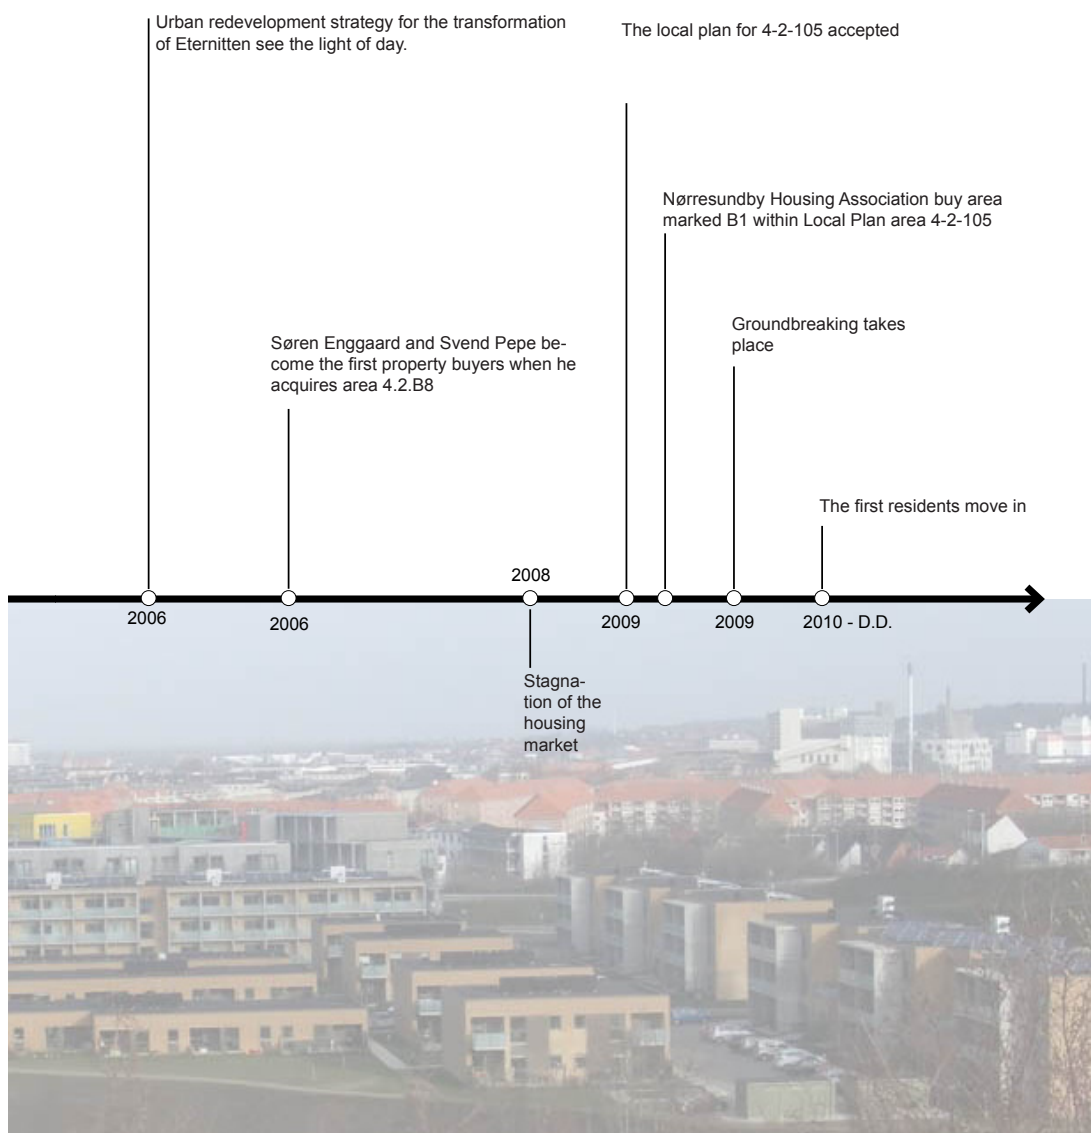 Urban redevelopment strategy for the transformation
of Eternitten see the light of day.
The local plan for 4-2-105 accepted
Nørresundby Housing Association buy area
marked B1 within Local Plan area 4-2-105
Groundbreaking takes
place
Søren Enggaard and Svend Pepe be-
come the first property buyers when he
acquires area 4.2.B8
The first residents move in
2008
2006
2006
2009
2009
2010 - D.D.
Stagna-
tion of the
housing
market